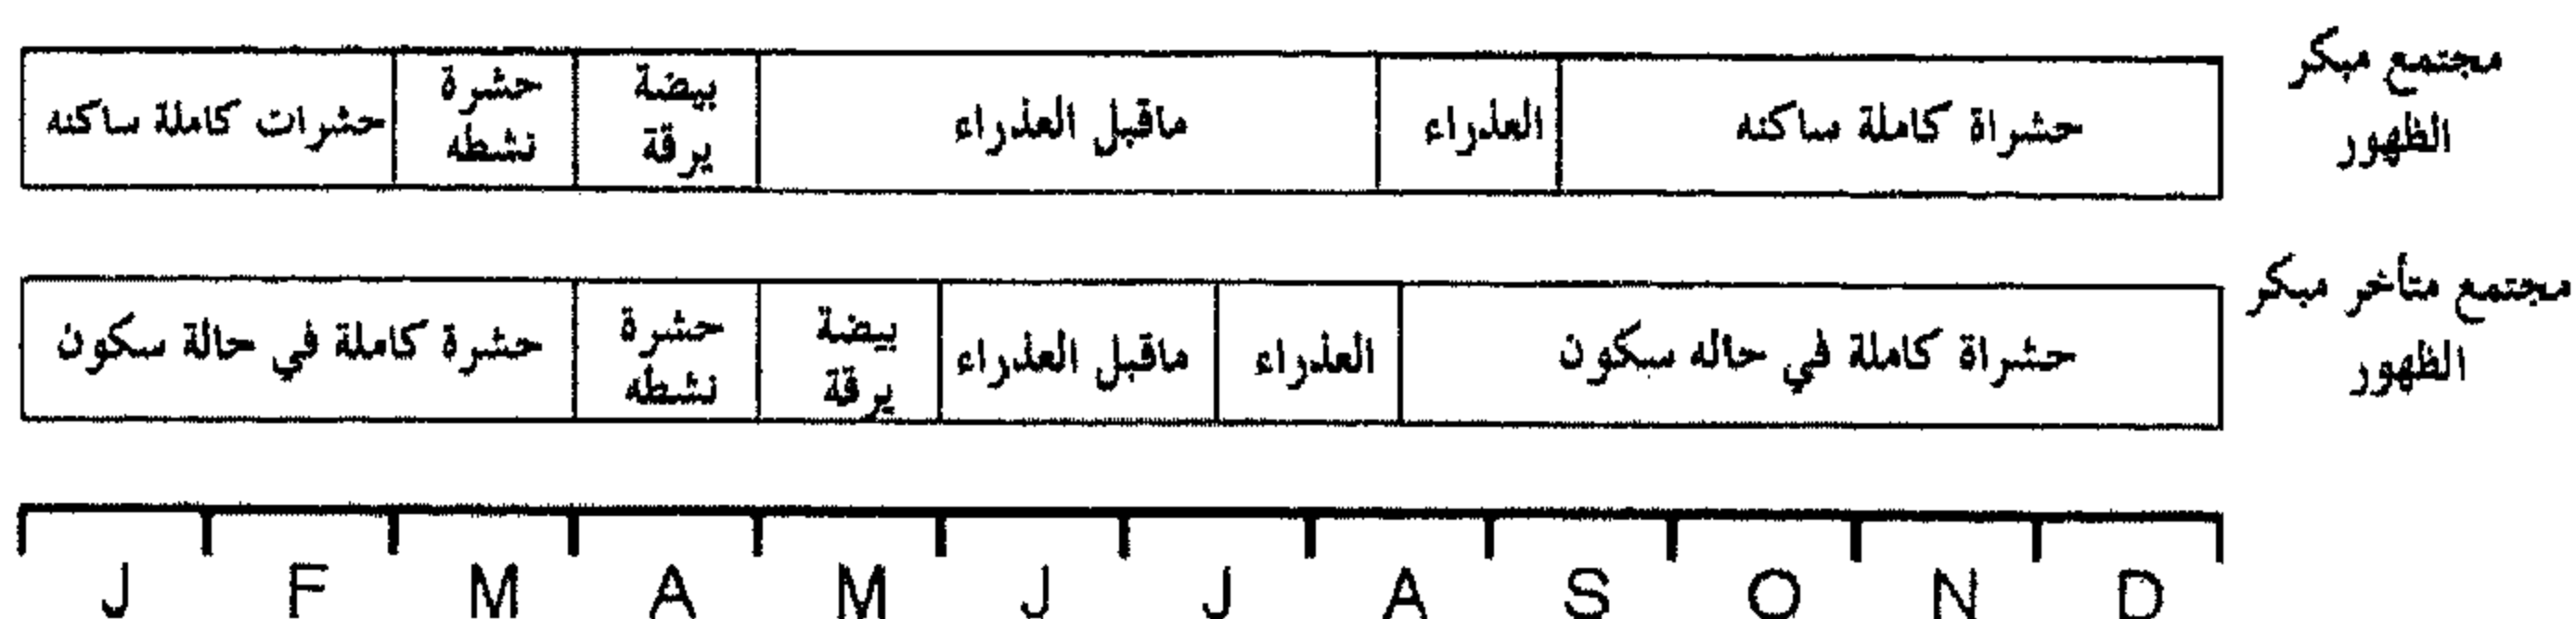 مجتمع مبكر
الظهور
حشراة كاملة ساكنه
العذراء
ماقبل العذراء
بيضة
يرقة
حشرة
نشطه
حشرات كاملة ساكنه
مجتمع متأخر مبكر
الظهور
حشراة كاملة في حاله سكون
العذراء
ماقبل العذراء
بيضة
يرقة
حشرة
نشطه
حشرة كاملة في حالة سكون
J F M A M J J A S O N D